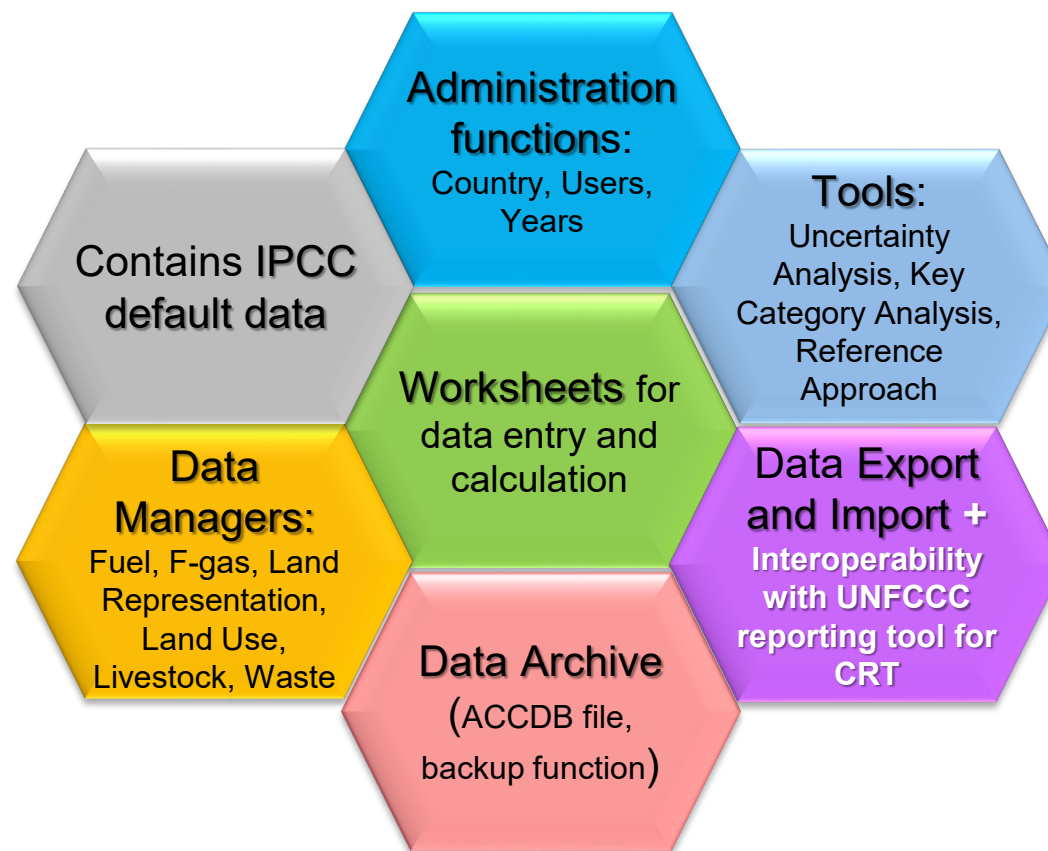 Administration
functions:
Country, Users,
Years
Contains IPCC
default data
Tools:
Uncertainty
Analysis, Key
Category Analysis,
Reference
Approach
Worksheets for
data entry and
calculation
Data
Managers:
Fuel, F-gas, Land
Representation,
Land Use,
Livestock, Waste
Data Export
and Import +
Interoperability
with UNFCCC
reporting tool for
CRT
Data Archive
(ACCDB file,
backup function)